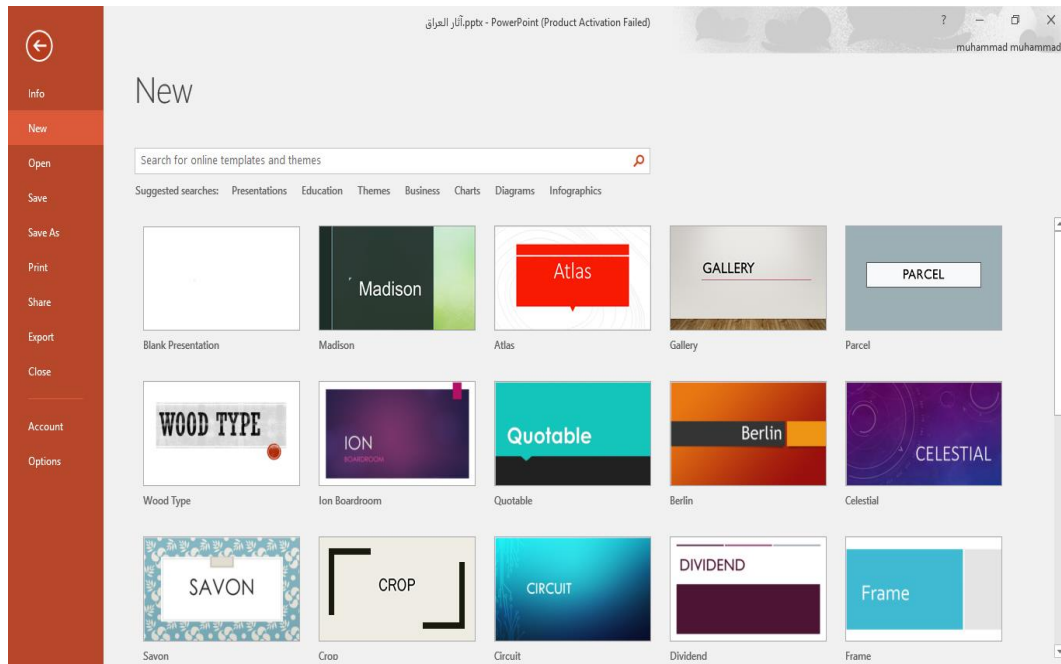 آثار العراق.pptx - PowerPoint (Product Activation Failed)
?
muhammad muhammad
Info
New
Open
Save
Save As
Print
Share
Export
Close
Account
Options
New
Search for online templates and themes
Suggested searches: Presentations Education Themes Business Charts Diagrams Infographics
Madison
Atlas
GALLERY
PARCEL
Blank Presentation Madison Atlas Gallery Parcel
WOOD TYPE
ION
BOARDROOM
Quotable
Berlin
CELESTIAL
Wood Type Ion Boardroom Quotable Berlin Celestial
SAVON
CROP
CIRCUIT
DIVIDEND
Frame
Savon Crop Circuit Dividend Frame